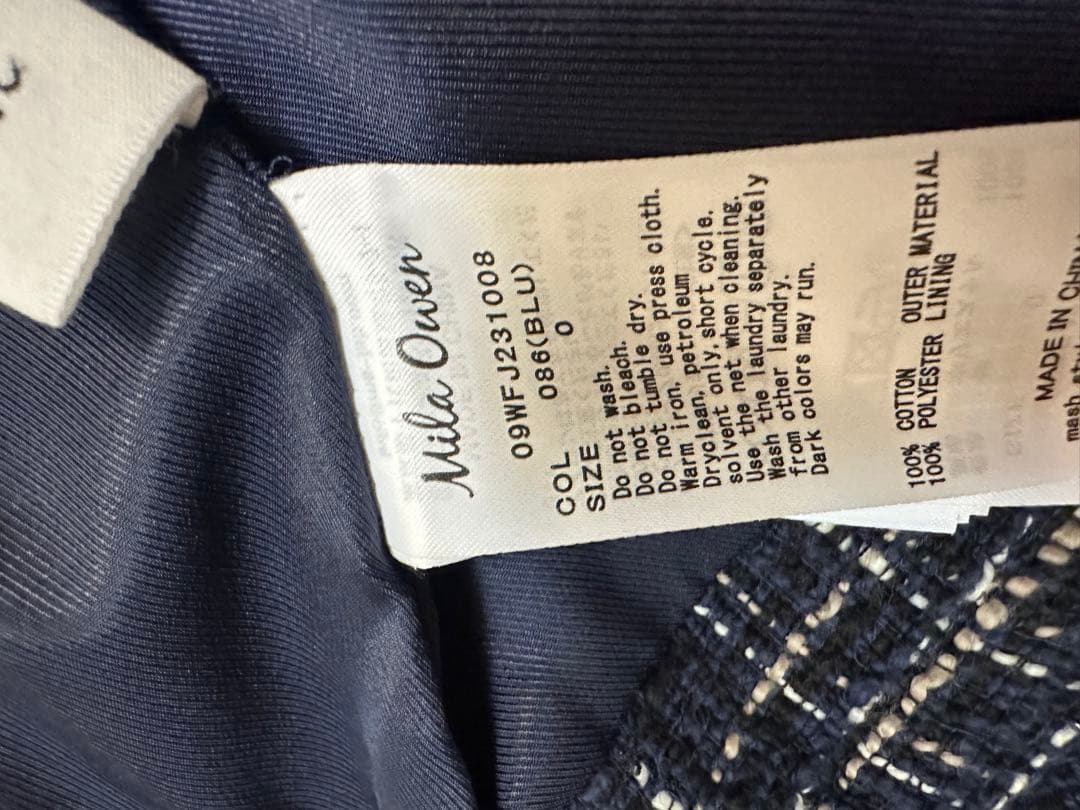 Mila Owen
09WFJ231008
COL 086(BLU)
SIZE 0
Do not wash.
Do not bleach.
Do not tumble dry.
Warm iron, use press cloth.
Dryclean, petroleum
solvent only, short cycle.
Use the net when cleaning.
Wash the laundry separately
from other laundry.
Dark colors may run.
100% COTTON OUTER MATERIAL
100% POLYESTER LINING
MADE IN
mash